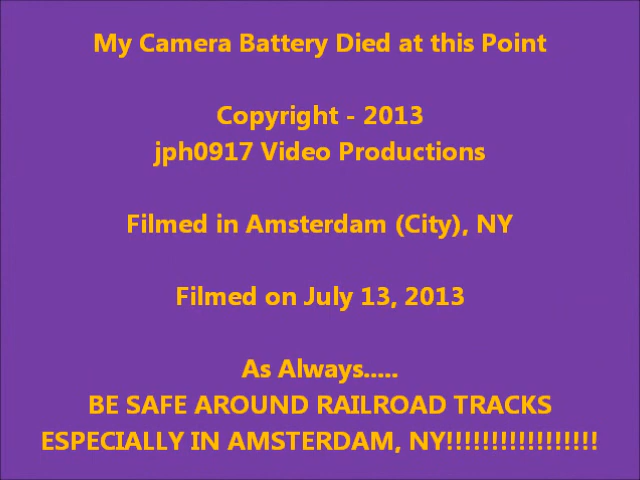 My Camera Battery Died at this Point
Copyright - 2013
jph0917 Video Productions
Filmed in Amsterdam (City), NY
Filmed on July 13, 2013
As Always.....
BE SAFE AROUND RAILROAD TRACKS
ESPECIALLY IN AMSTERDAM, NY!!!!!!!!!!!!!!!!!